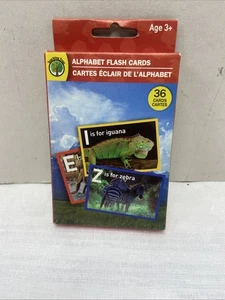 Age 3+
ALPHABET FLASH CARDS
CARTES ÉCLAIR DE L'ALPHABET
36
CARDS
CARTES
I is for iguana
E
Z is for zebra